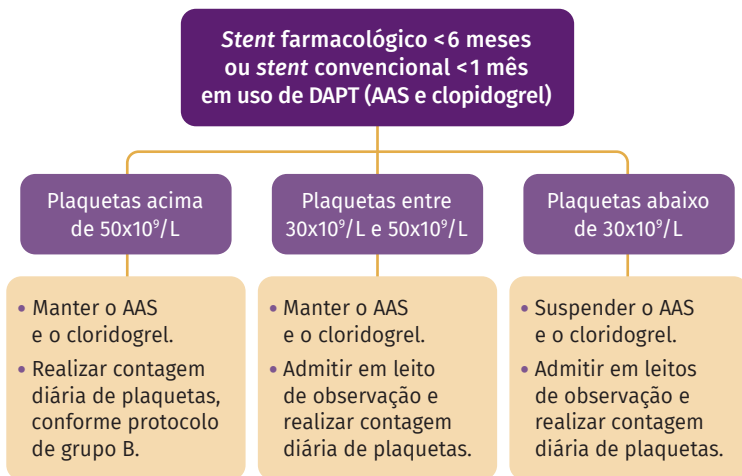 Stent farmacológico <6 meses
ou stent convencional <1 mês
em uso de DAPT (AAS e clopidogrel)
Plaquetas acima
de 50x10⁹/L
Plaquetas entre
30x10⁹/L e 50x10⁹/L
Plaquetas abaixo
de 30x10⁹/L
• Manter o AAS
e o cloridogrel.
• Realizar contagem
diária de plaquetas,
conforme protocolo
de grupo B.
• Manter o AAS
e o cloridogrel.
• Admitir em leito
de observação e
realizar contagem
diária de plaquetas.
• Suspender o AAS
e o cloridogrel.
• Admitir em leitos
de observação e
realizar contagem
diária de plaquetas.